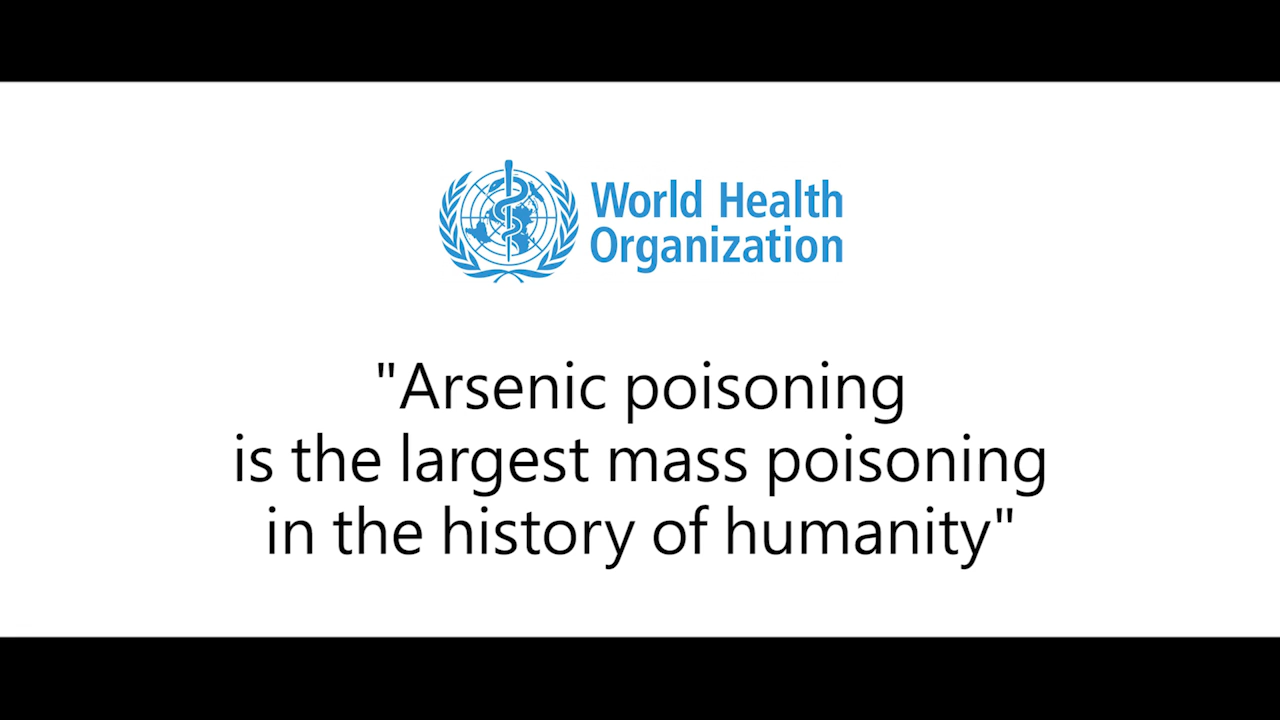 World Health
Organization
"Arsenic poisoning
is the largest mass poisoning
in the history of humanity"